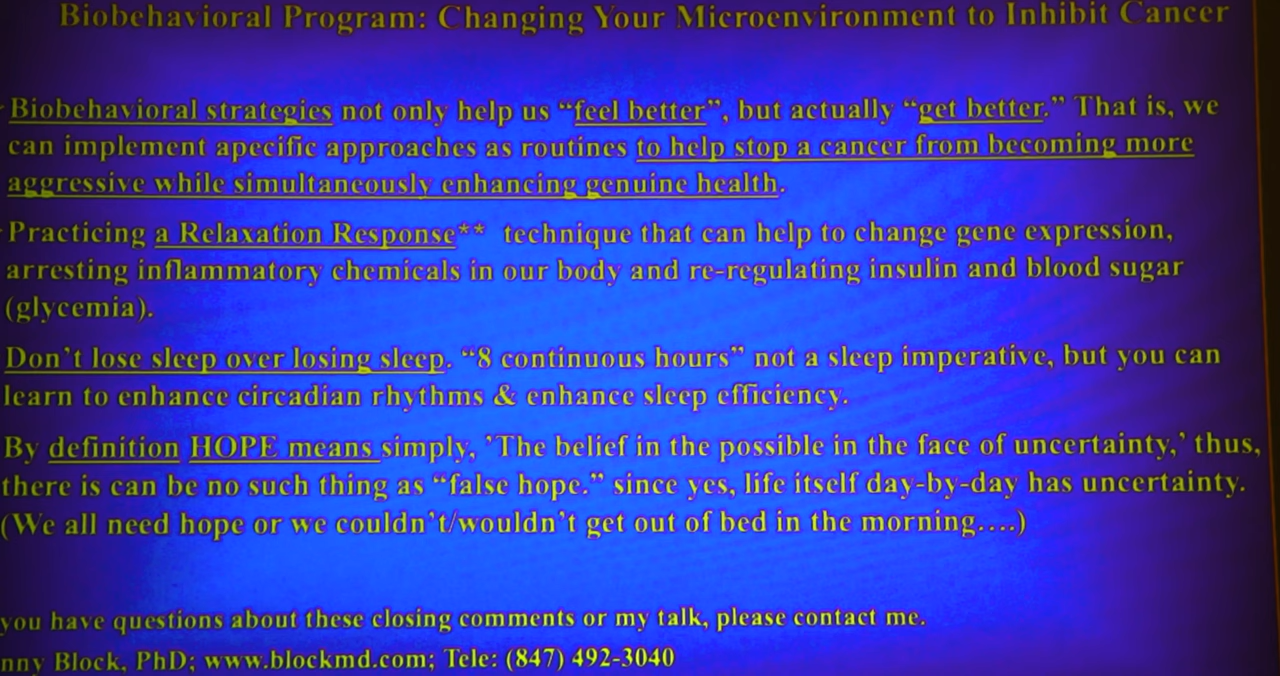 Biobehavioral Program: Changing Your Microenvironment to Inhibit Cancer
Biobehavioral strategies not only help us “feel better”, but actually “get better.” That is, we
can implement apecific approaches as routines to help stop a cancer from becoming more
aggressive while simultaneously enhancing genuine health.
Practicing a Relaxation Response** technique that can help to change gene expression,
arresting inflammatory chemicals in our body and re-regulating insulin and blood sugar
(glycemia).
Don’t lose sleep over losing sleep. “8 continuous hours” not a sleep imperative, but you can
learn to enhance circadian rhythms & enhance sleep efficiency.
By definition HOPE means simply, ’The belief in the possible in the face of uncertainty,’ thus,
there is can be no such thing as “false hope.” since yes, life itself day-by-day has uncertainty.
(We all need hope or we couldn’t/wouldn’t get out of bed in the morning….)
you have questions about these closing comments or my talk, please contact me.
nny Block, PhD; www.blockmd.com; Tele: (847) 492-3040